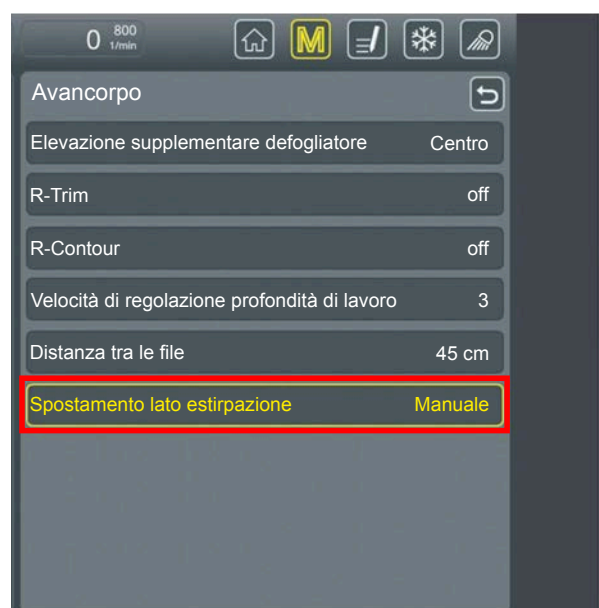 0 800 1/min M
Avancorpo
Elevazione supplementare defogliatore Centro
R-Trim off
R-Contour off
Velocità di regolazione profondità di lavoro 3
Distanza tra le file 45 cm
Spostamento lato estirpazione Manuale